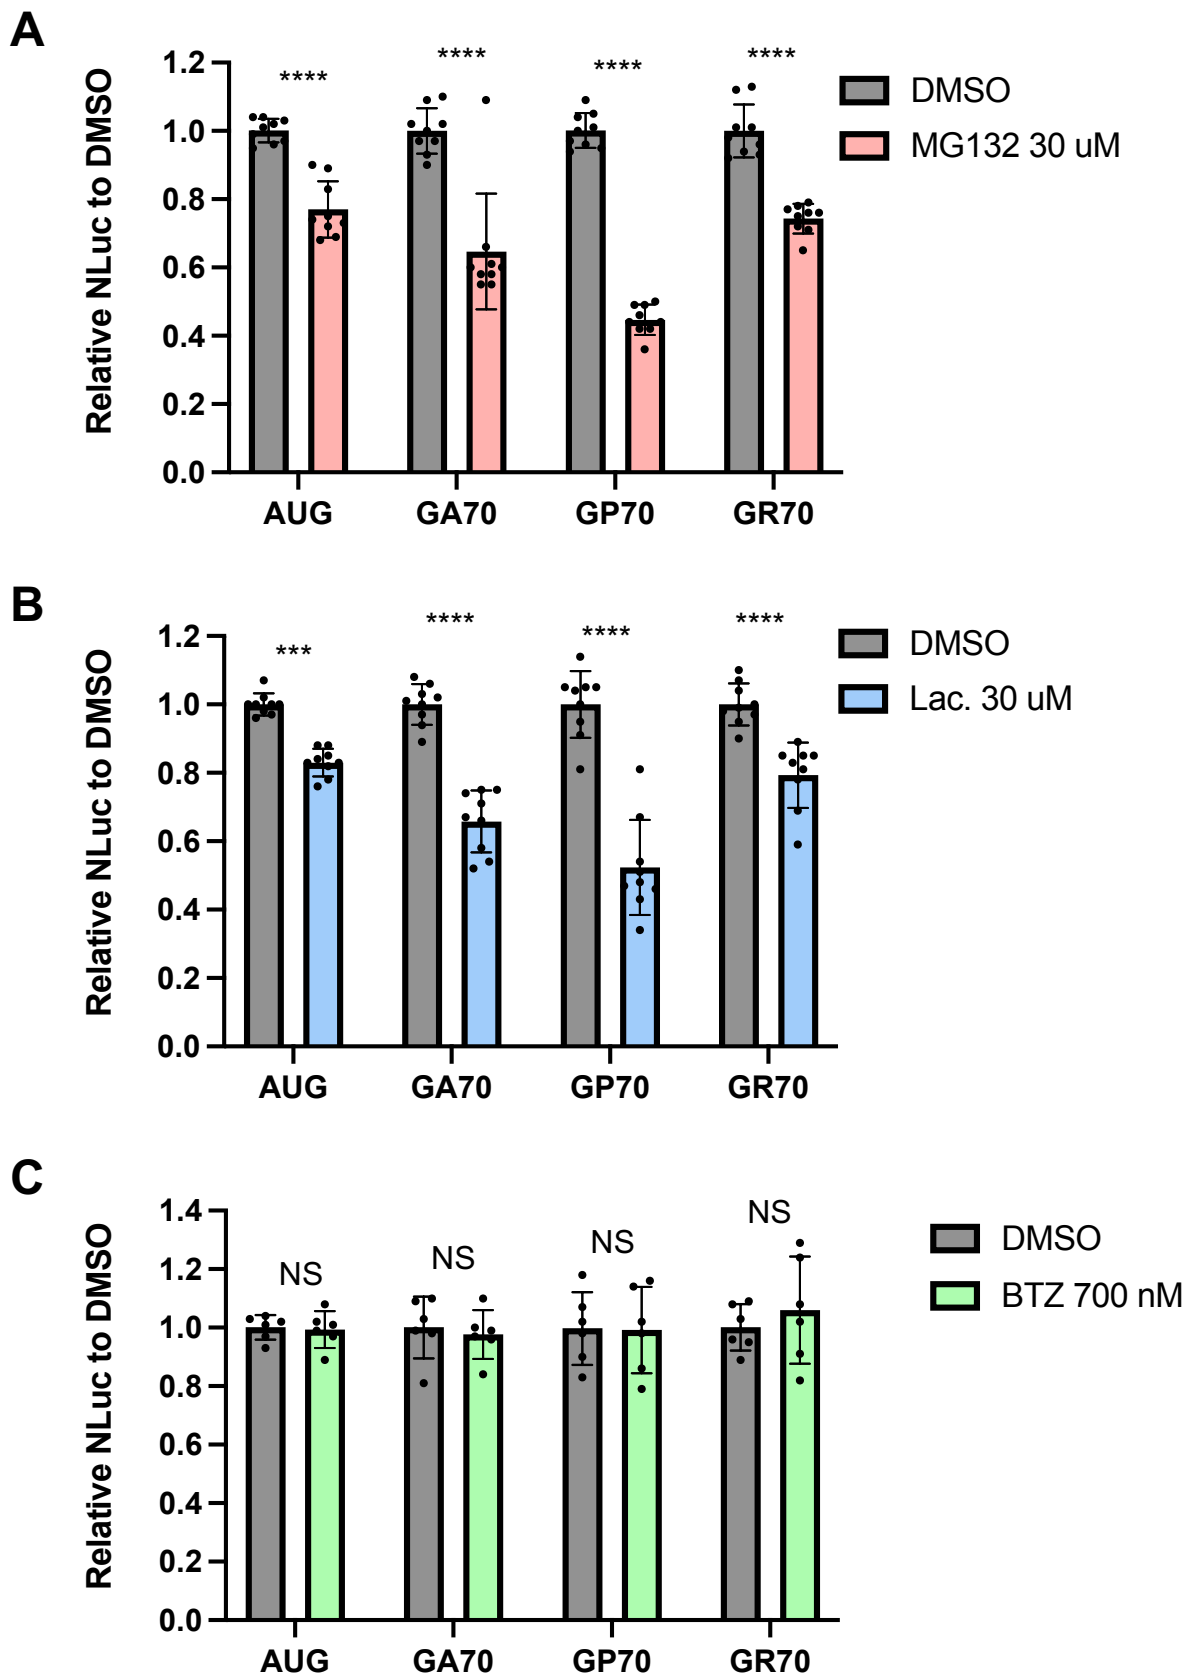 A
Relative NLuc to DMSO
1.2
1.0
0.8
0.6
0.4
0.2
0.0
****
****
****
****
DMSO
MG132 30 uM
AUG
GA70
GP70
GR70
B
Relative NLuc to DMSO
1.2
1.0
0.8
0.6
0.4
0.2
0.0
***
****
****
****
DMSO
Lac. 30 uM
AUG
GA70
GP70
GR70
C
Relative NLuc to DMSO
1.4
1.2
1.0
0.8
0.6
0.4
0.2
0.0
NS
NS
NS
NS
DMSO
BTZ 700 nM
AUG
GA70
GP70
GR70